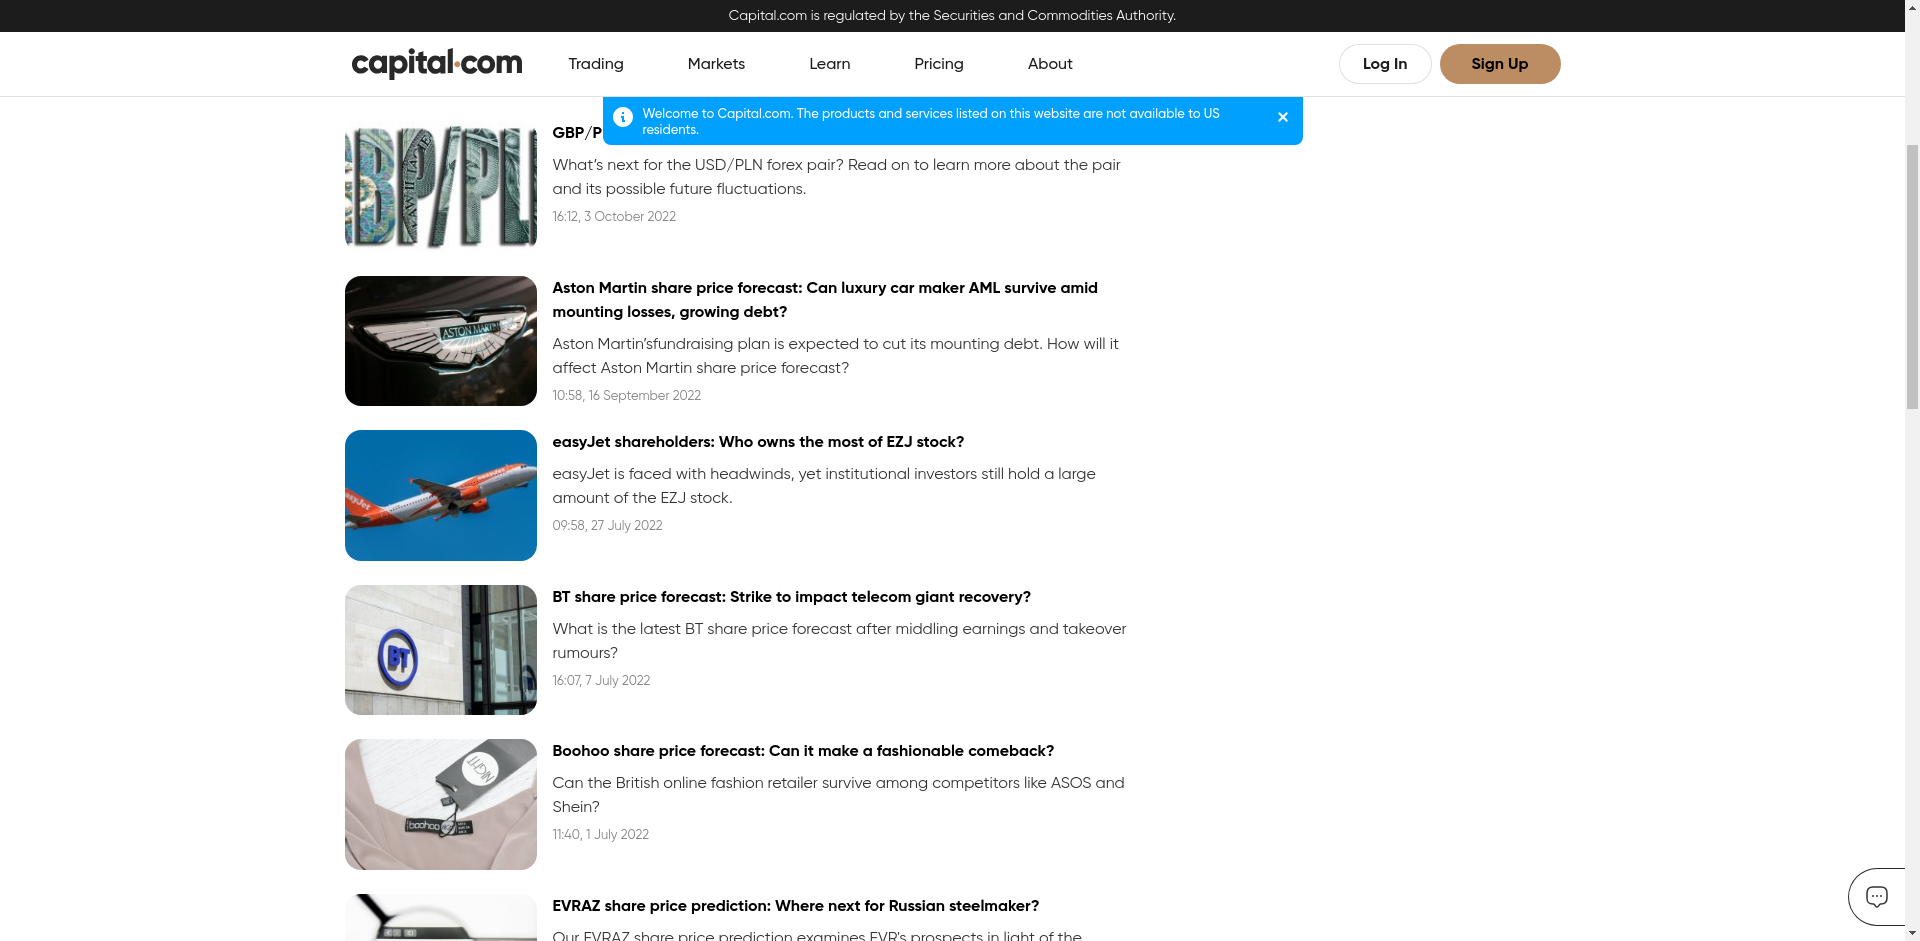 Capital.com is regulated by the Securities and Commodities Authority.
capital.com
Trading
Markets
Learn
Pricing
About
Log In
Sign Up
Welcome to Capital.com. The products and services listed on this website are not available to US
residents.
GBP/P
What's next for the USD/PLN forex pair? Read on to learn more about the pair
and its possible future fluctuations.
16:12, 3 October 2022
BP/PL
Aston Martin share price forecast: Can luxury car maker AML survive amid
mounting losses, growing debt?
Aston Martin'sfundraising plan is expected to cut its mounting debt. How will it
affect Aston Martin share price forecast?
10:58, 16 September 2022
ASTON MARTIN
easyJet shareholders: Who owns the most of EZJ stock?
easyJet is faced with headwinds, yet institutional investors still hold a large
amount of the EZJ stock.
09:58, 27 July 2022
BT share price forecast: Strike to impact telecom giant recovery?
What is the latest BT share price forecast after middling earnings and takeover
rumours?
16:07, 7 July 2022
BT
Boohoo share price forecast: Can it make a fashionable comeback?
Can the British online fashion retailer survive among competitors like ASOS and
Shein?
11:40, 1 July 2022
NIGHT
boohoo
EVRAZ share price prediction: Where next for Russian steelmaker?
Our EVRAZ share price prediction examines EVR's prospects in light of the